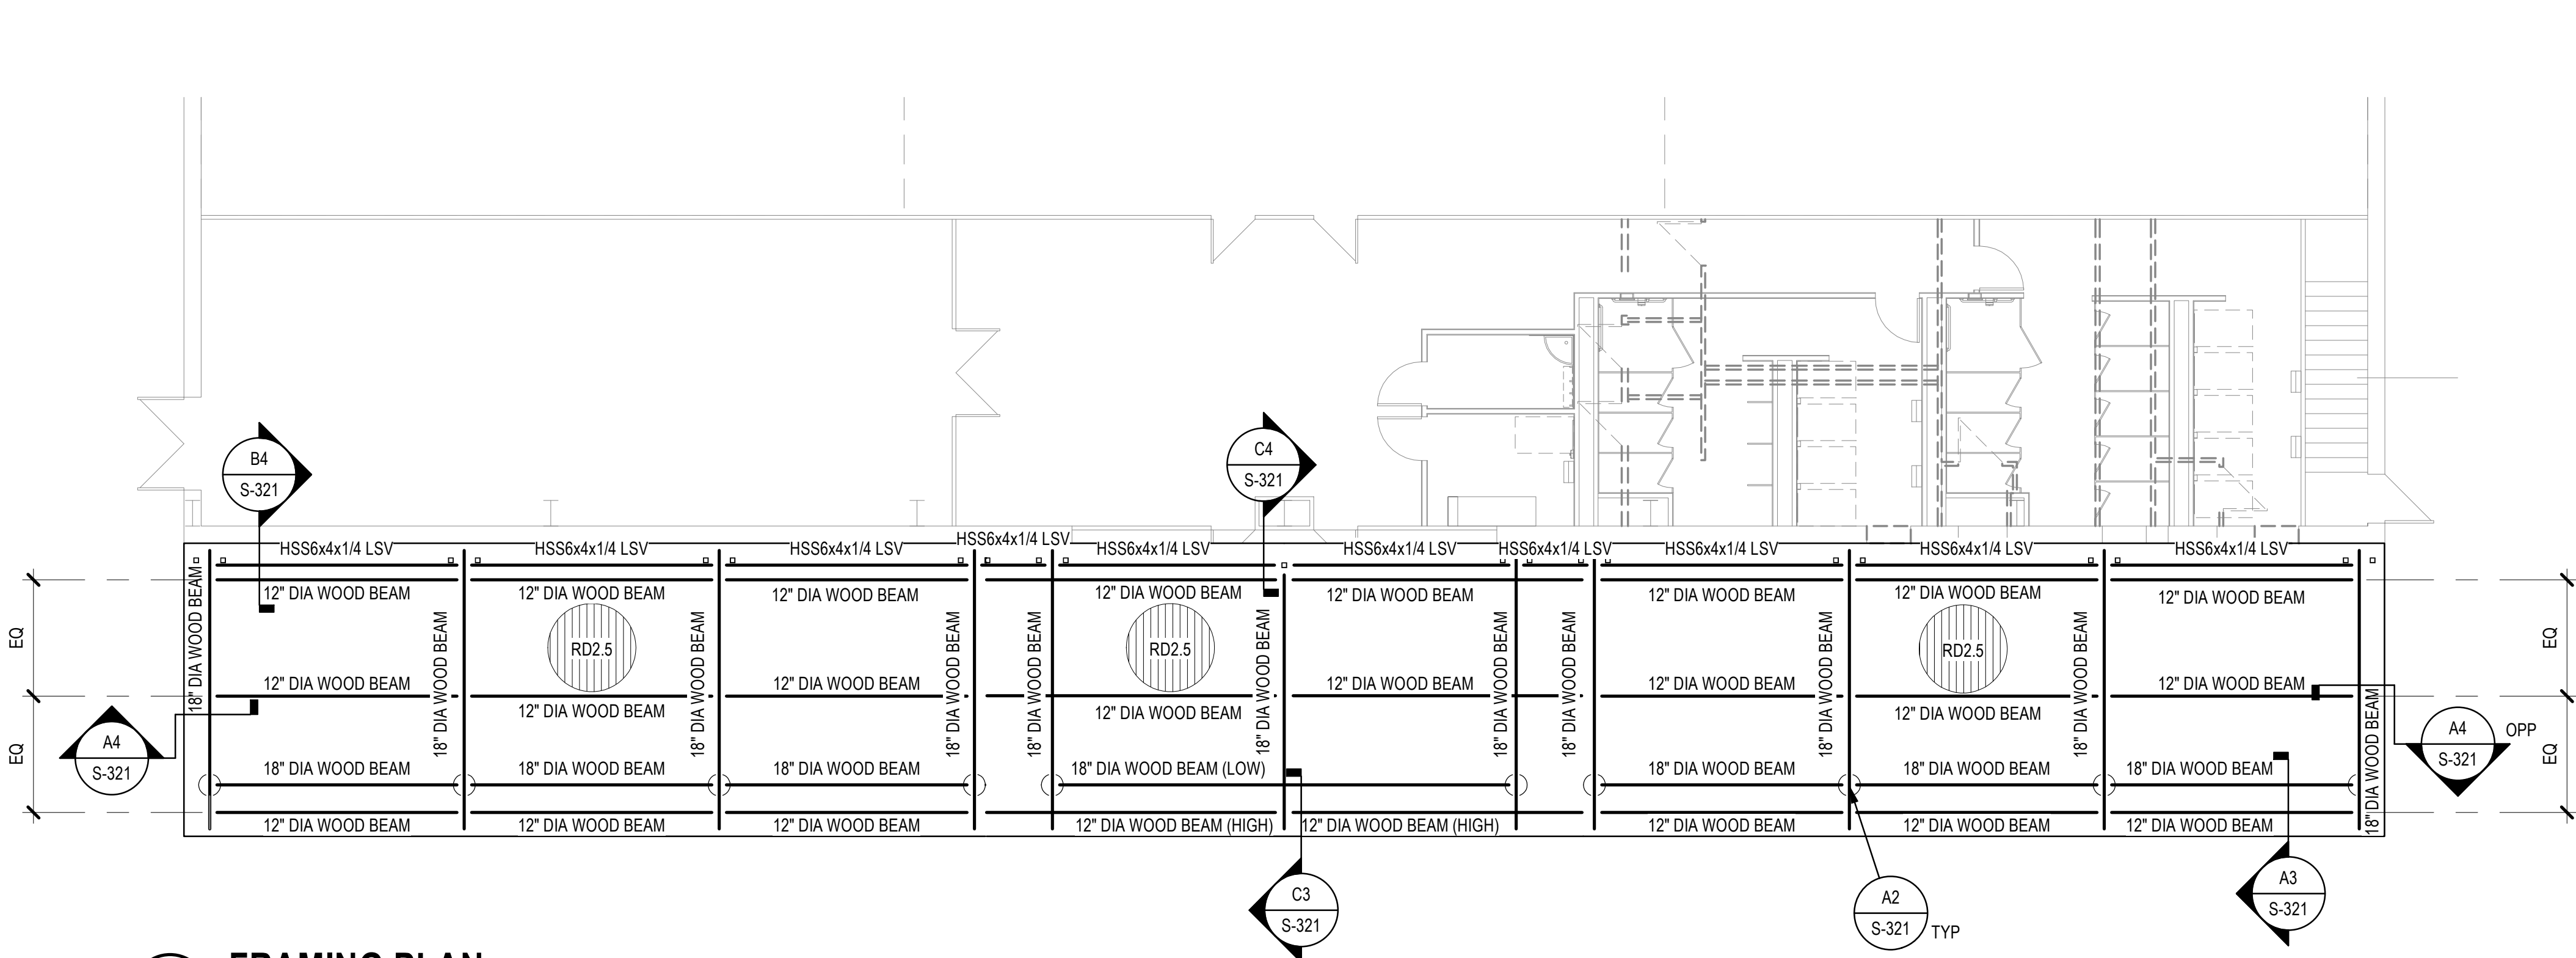 B4
S-321
C4
S-321
HSS6x4x1/4 LSV
HSS6x4x1/4 LSV
HSS6x4x1/4 LSV
HSS6x4x1/4 LSV
HSS6x4x1/4 LSV
HSS6x4x1/4 LSV
HSS6x4x1/4 LSV
HSS6x4x1/4 LSV
HSS6x4x1/4 LSV
HSS6x4x1/4 LSV
12" DIA WOOD BEAM
12" DIA WOOD BEAM
12" DIA WOOD BEAM
12" DIA WOOD BEAM
12" DIA WOOD BEAM
12" DIA WOOD BEAM
12" DIA WOOD BEAM
12" DIA WOOD BEAM
EQ
18" DIA WOOD BEAM
18" DIA WOOD BEAM
18" DIA WOOD BEAM
18" DIA WOOD BEAM
18" DIA WOOD BEAM
18" DIA WOOD BEAM
18" DIA WOOD BEAM
18" DIA WOOD BEAM
18" DIA WOOD BEAM
18" DIA WOOD BEAM
18" DIA WOOD BEAM
EQ
RD2.5
RD2.5
RD2.5
12" DIA WOOD BEAM
12" DIA WOOD BEAM
12" DIA WOOD BEAM
12" DIA WOOD BEAM
12" DIA WOOD BEAM
12" DIA WOOD BEAM
12" DIA WOOD BEAM
12" DIA WOOD BEAM
A4
S-321
A4
S-321
OPP
EQ
EQ
18" DIA WOOD BEAM
18" DIA WOOD BEAM
18" DIA WOOD BEAM
18" DIA WOOD BEAM (LOW)
18" DIA WOOD BEAM
18" DIA WOOD BEAM
18" DIA WOOD BEAM
12" DIA WOOD BEAM
12" DIA WOOD BEAM
12" DIA WOOD BEAM
12" DIA WOOD BEAM (HIGH)
12" DIA WOOD BEAM (HIGH)
12" DIA WOOD BEAM
12" DIA WOOD BEAM
12" DIA WOOD BEAM
C3
S-321
A2
S-321
TYP
A3
S-321
FRAMING PLAN